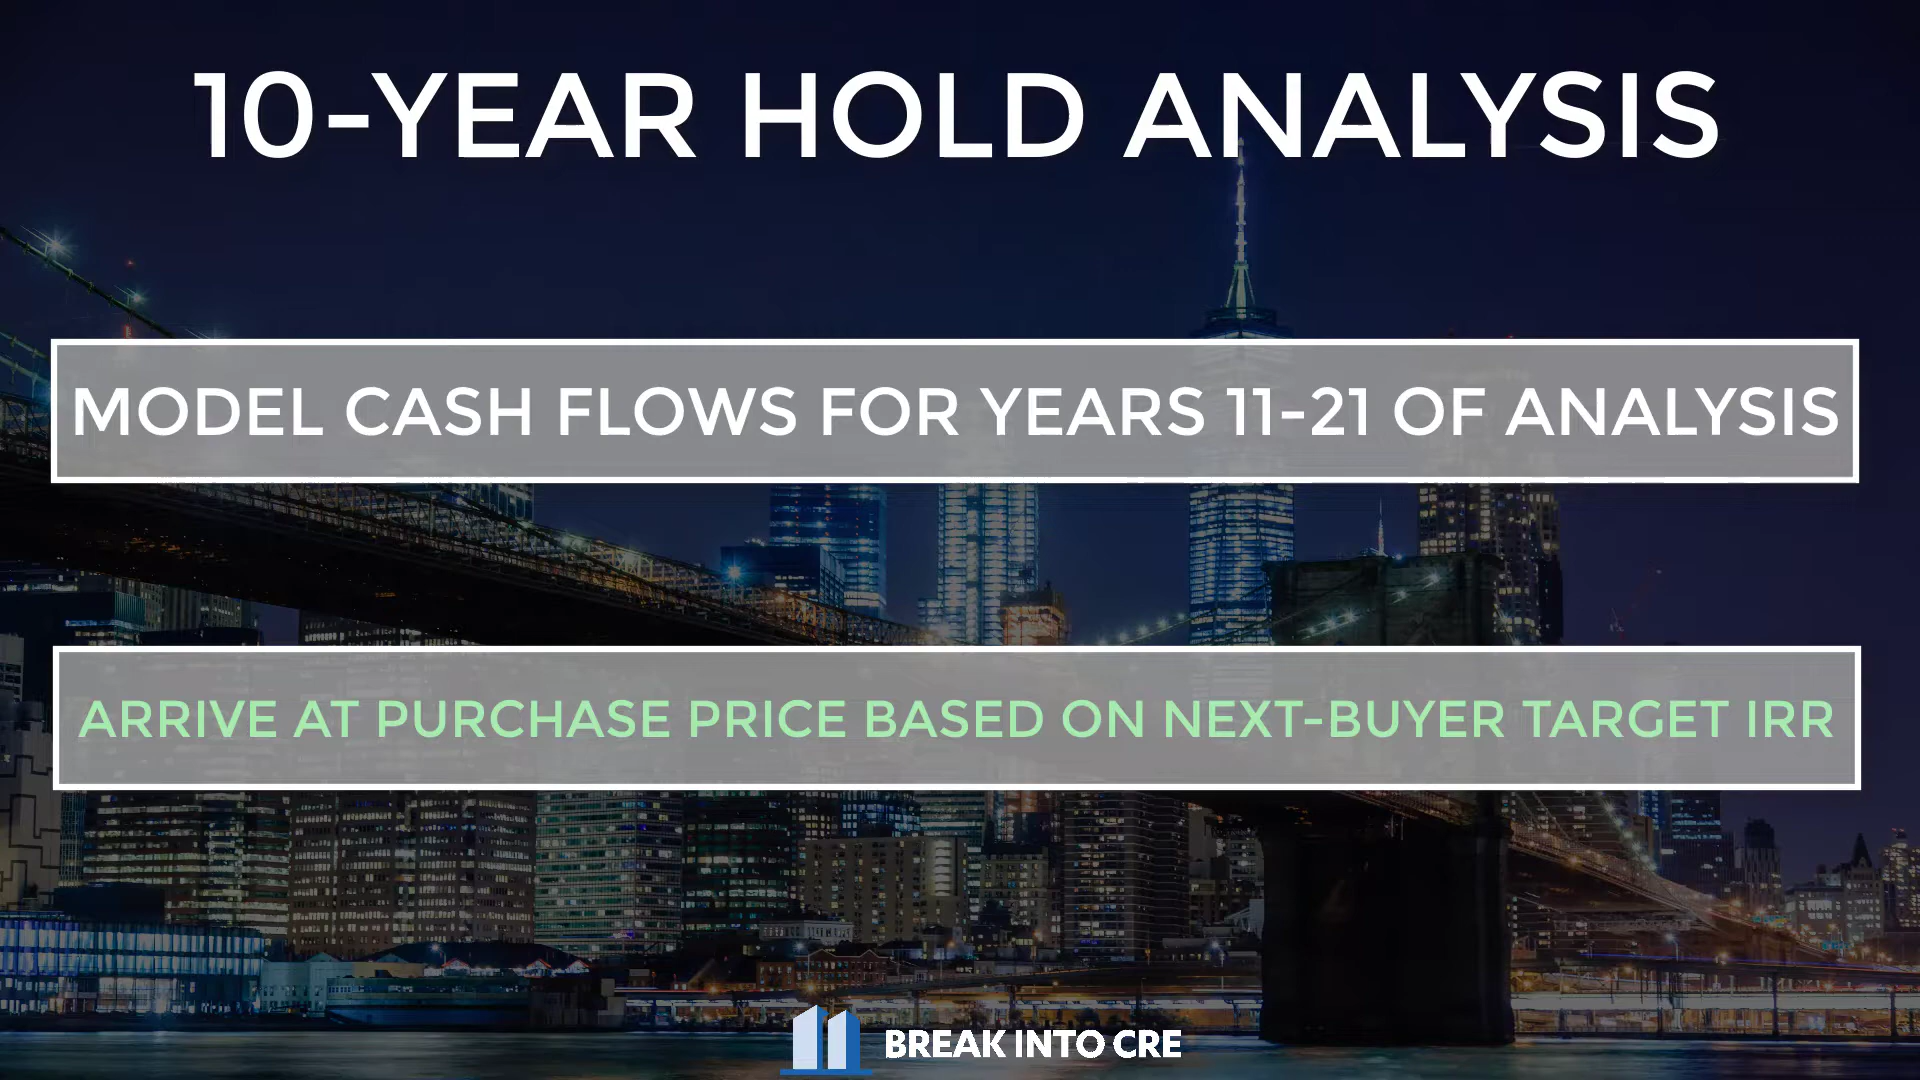 10-YEAR HOLD ANALYSIS
MODEL CASH FLOWS FOR YEARS 11-21 OF ANALYSIS
ARRIVE AT PURCHASE PRICE BASED ON NEXT-BUYER TARGET IRR
BREAK INTO CRE